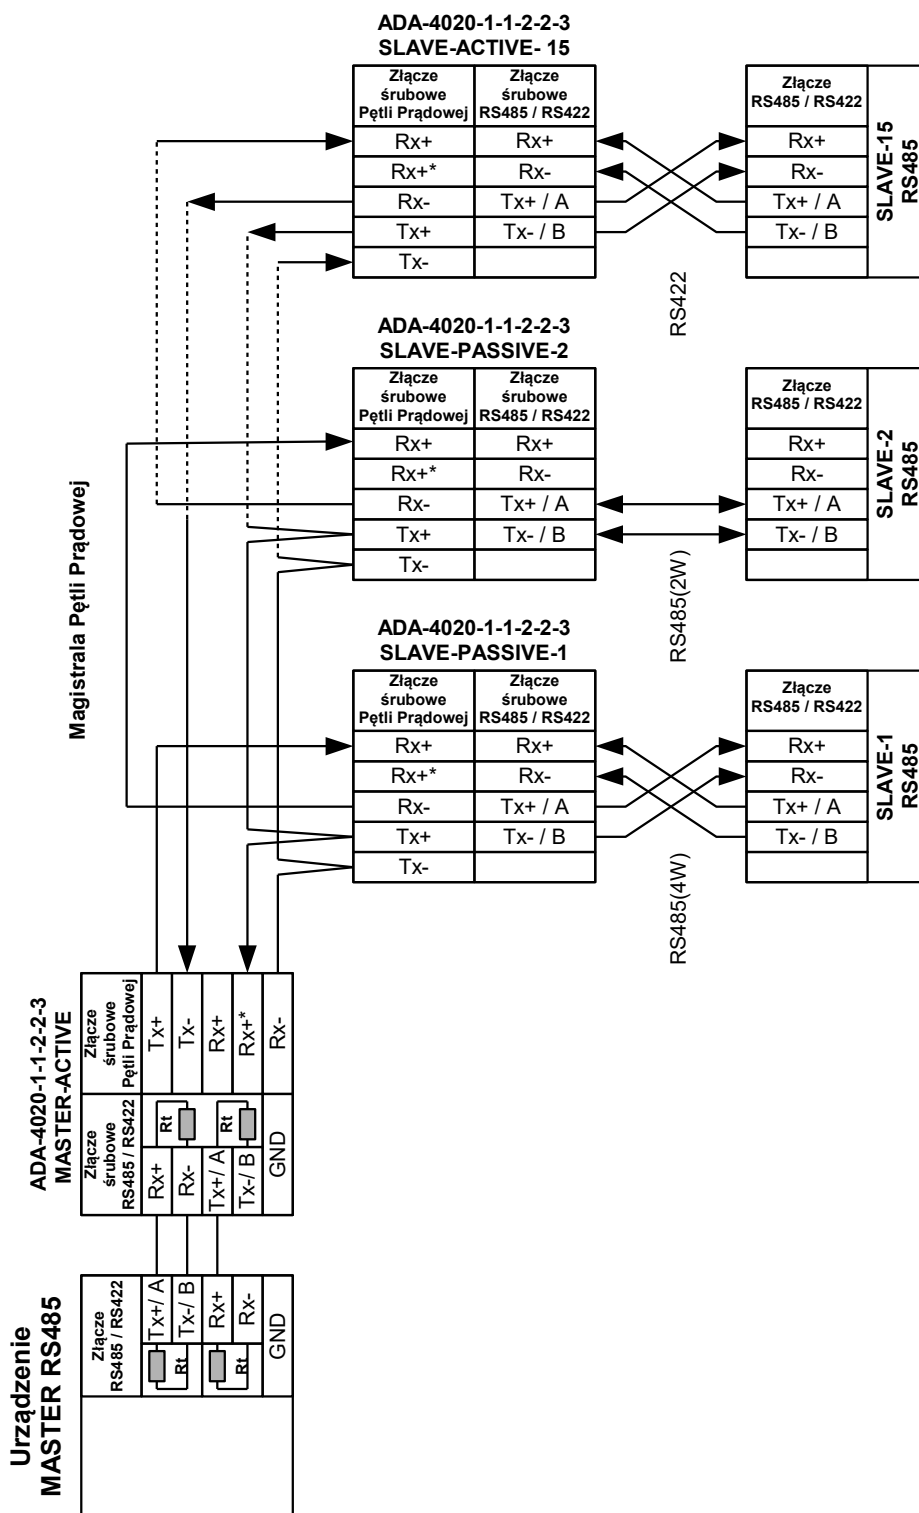 ADA-4020-1-1-2-2-3
SLAVE-ACTIVE- 15
Złącze
śrubowe
Pętli Prądowej
Złącze
śrubowe
RS485 / RS422
Rx+ Rx+
Rx+* Rx-
Rx- Tx+ / A
Tx+ Tx- / B
Tx-
Złącze
RS485 / RS422
Rx+
Rx-
Tx+ / A
Tx- / B
SLAVE-15
RS485
RS422
ADA-4020-1-1-2-2-3
SLAVE-PASSIVE-2
Złącze
śrubowe
Pętli Prądowej
Złącze
śrubowe
RS485 / RS422
Rx+ Rx+
Rx+* Rx-
Rx- Tx+ / A
Tx+ Tx- / B
Tx-
Złącze
RS485 / RS422
Rx+
Rx-
Tx+ / A
Tx- / B
SLAVE-2
RS485
RS485(2W)
Magistrala Pętli Prądowej
ADA-4020-1-1-2-2-3
SLAVE-PASSIVE-1
Złącze
śrubowe
Pętli Prądowej
Złącze
śrubowe
RS485 / RS422
Rx+ Rx+
Rx+* Rx-
Rx- Tx+ / A
Tx+ Tx- / B
Tx-
Złącze
RS485 / RS422
Rx+
Rx-
Tx+ / A
Tx- / B
SLAVE-1
RS485
RS485(4W)
ADA-4020-1-1-2-2-3
MASTER-ACTIVE
Złącze
śrubowe
Pętli Prądowej
Tx+
Tx-
Rx+
Rx+*
Rx-
Złącze
śrubowe
RS485 / RS422
Rt
Rt
Rx+
Rx-
Tx+/ A
Tx-/ B
GND
Urządzenie
MASTER RS485
Złącze
RS485 / RS422
Tx+/ A
Tx-/ B
Rx+
Rx-
GND
Rt
Rt